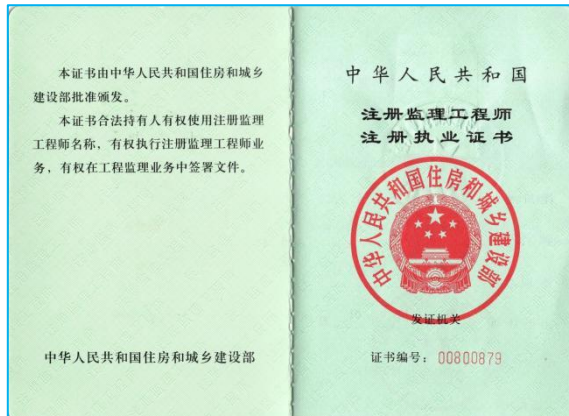 本证书由中华人民共和国住房和城乡
建设部批准颁发。
本证书合法持有人有权使用注册监理
工程师名称，有权执行注册监理工程师业
务，有权在工程监理业务中签署文件。
中华人民共和国住房和城乡建设部
中华人民共和国
注册监理工程师
注册执业证书
中华人民共和国住房和城乡建设部
发证机关
证书编号：00800879